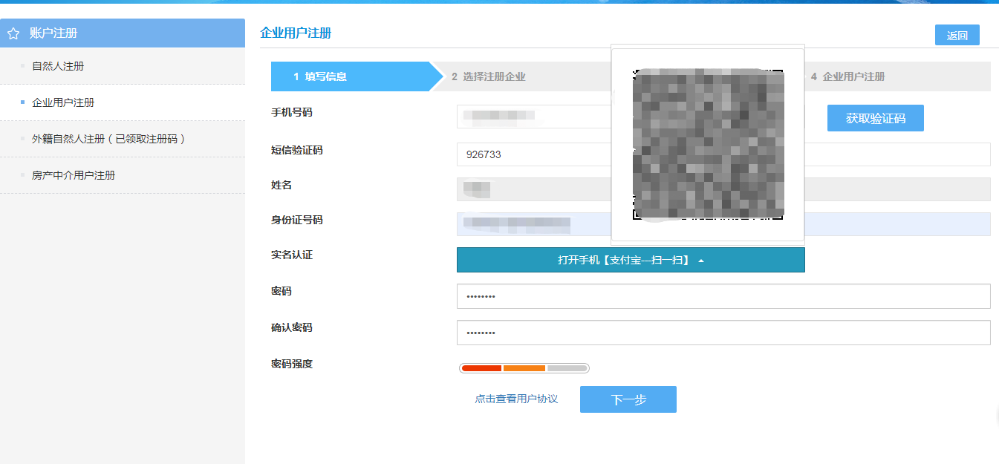 账户注册
自然人注册
企业用户注册
外籍自然人注册（已领取注册码）
房产中介用户注册
企业用户注册
返回
1 填写信息
2 选择注册企业
4 企业用户注册
手机号码
获取验证码
短信验证码
926733
姓名
身份证号码
实名认证
打开手机【支付宝—扫一扫】
密码
••••••••
确认密码
••••••••
密码强度
点击查看用户协议
下一步